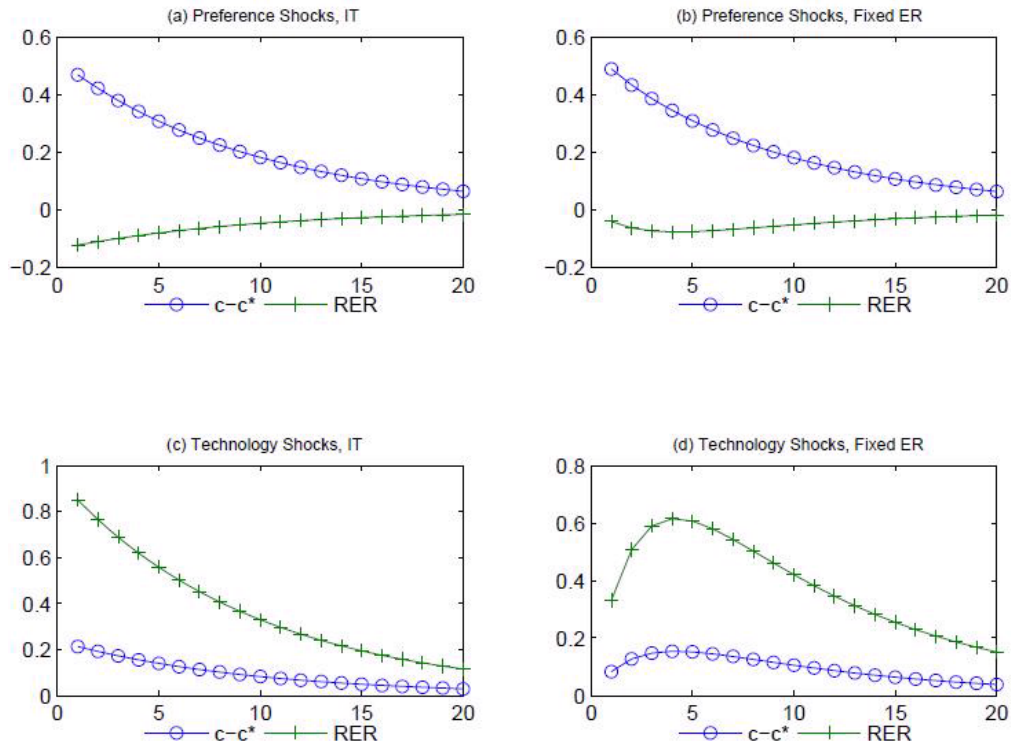 (a) Preference Shocks, IT
0.6
0.4
0.2
0
−0.2
0 5 10 15 20
c−c* RER
(b) Preference Shocks, Fixed ER
0.6
0.4
0.2
0
−0.2
0 5 10 15 20
c−c* RER
(c) Technology Shocks, IT
1
0.8
0.6
0.4
0.2
0
0 5 10 15 20
c−c* RER
(d) Technology Shocks, Fixed ER
0.8
0.6
0.4
0.2
0
0 5 10 15 20
c−c* RER